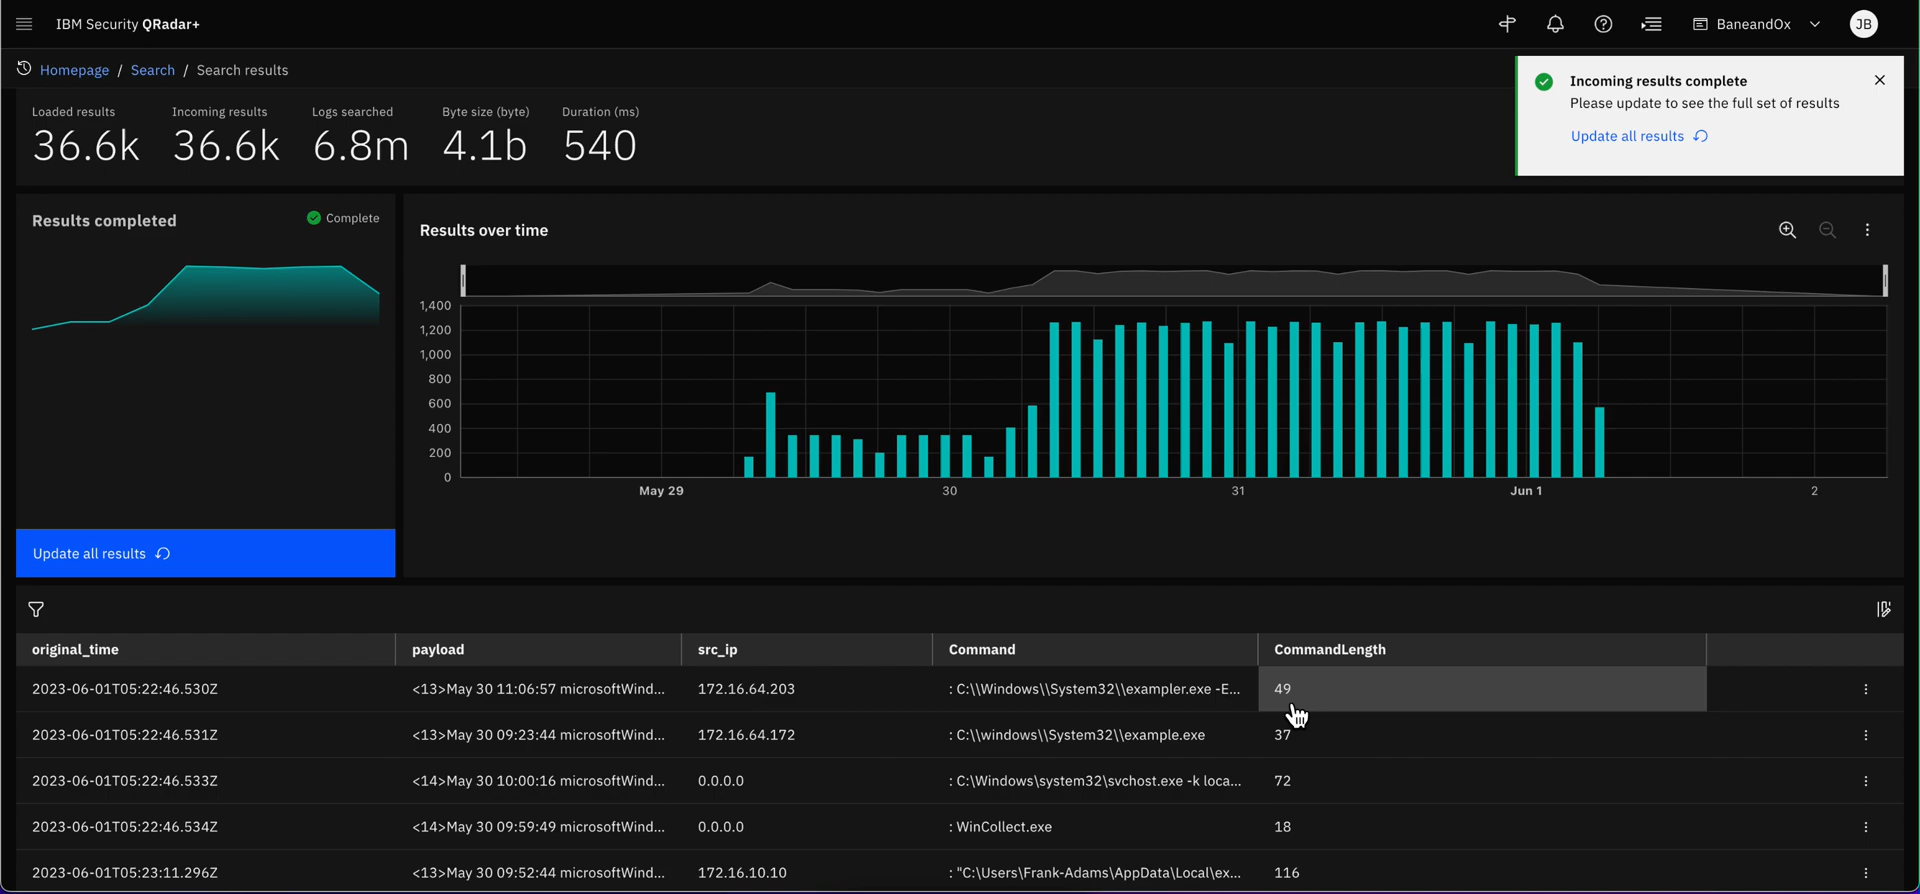 IBM Security QRadar+
BaneandOx
JB
Homepage / Search / Search results
Incoming results complete
Please update to see the full set of results
Update all results
Loaded results
36.6k
Incoming results
36.6k
Logs searched
6.8m
Byte size (byte)
4.1b
Duration (ms)
540
Results completed
Complete
Update all results
Results over time
1,400
1,200
1,000
800
600
400
200
0
May 29 30 31 Jun 1 2
original_time payload src_ip Command CommandLength
2023-06-01T05:22:46.530Z <13>May 30 11:06:57 microsoftWind... 172.16.64.203 : C:\\Windows\\System32\\exampler.exe -E... 49
2023-06-01T05:22:46.531Z <13>May 30 09:23:44 microsoftWind... 172.16.64.172 : C:\\windows\\System32\\example.exe 37
2023-06-01T05:22:46.533Z <14>May 30 10:00:16 microsoftWind... 0.0.0.0 : C:\Windows\system32\svchost.exe -k loca... 72
2023-06-01T05:22:46.534Z <14>May 30 09:59:49 microsoftWind... 0.0.0.0 : WinCollect.exe 18
2023-06-01T05:23:11.296Z <13>May 30 09:52:44 microsoftWind... 172.16.10.10 : "C:\Users\Frank-Adams\AppData\Local\ex... 116